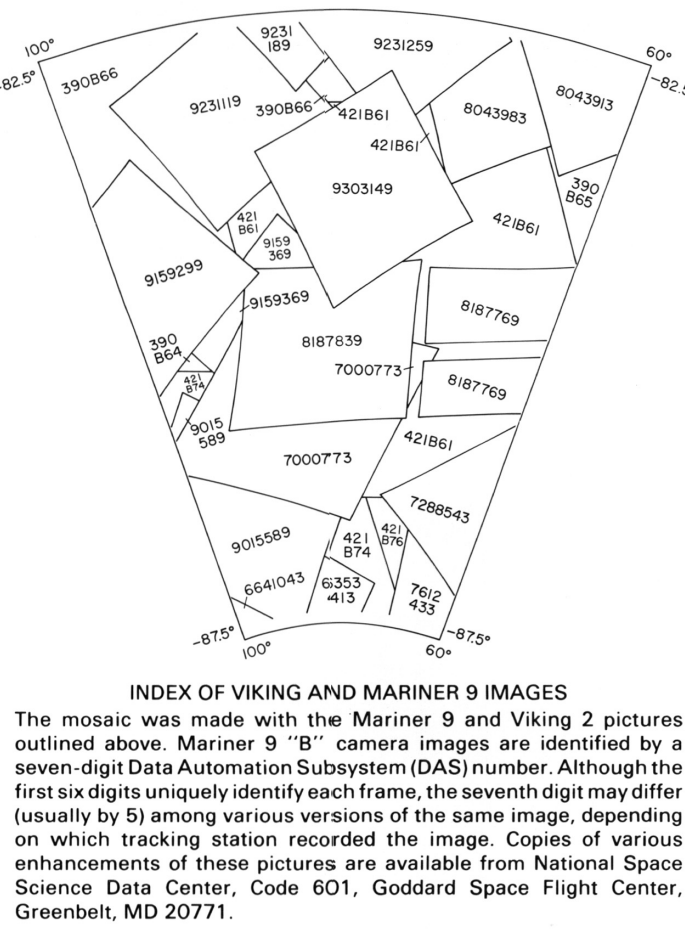 100°
60°
-82.5°
-82.5
9231
189
9231259
390B66
9231119
390B66
421B61
8043983
8043913
421B61
9303149
390
B65
421
B61
421B61
9159
369
9159299
9159369
8187769
8187839
390
B64
7000773
8187769
421
B74
9015
589
421B61
7000773
7288543
9015589
421
B74
421
B76
6641043
6353
413
7612
433
-87.5°
-87.5°
100°
60°
INDEX OF VIKING AND MARINER 9 IMAGES
The mosaic was made with the Mariner 9 and Viking 2 pictures
outlined above. Mariner 9 "B" camera images are identified by a
seven-digit Data Automation Subsystem (DAS) number. Although the
first six digits uniquely identify each frame, the seventh digit may differ
(usually by 5) among various versions of the same image, depending
on which tracking station recorded the image. Copies of various
enhancements of these pictures are available from National Space
Science Data Center, Code 601, Goddard Space Flight Center,
Greenbelt, MD 20771.